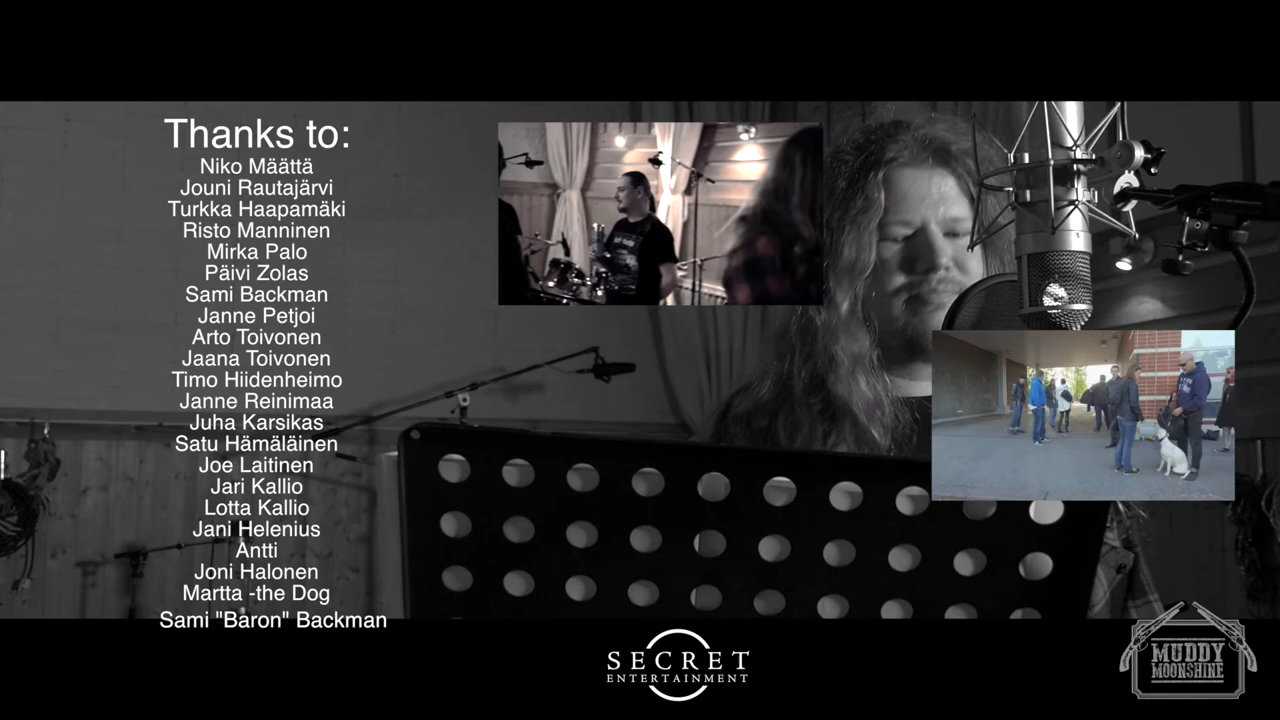 Thanks to:
Niko Määttä
Jouni Rautajärvi
Turkka Haapamäki
Risto Manninen
Mirka Palo
Päivi Zolas
Sami Backman
Janne Petjoi
Arto Toivonen
Jaana Toivonen
Timo Hiidenheimo
Janne Reinimaa
Juha Karsikas
Satu Hämäläinen
Joe Laitinen
Jari Kallio
Lotta Kallio
Jani Helenius
Antti
Joni Halonen
Martta -the Dog
Sami "Baron" Backman
SECRET
ENTERTAINMENT
MUDDY
MOONSHINE